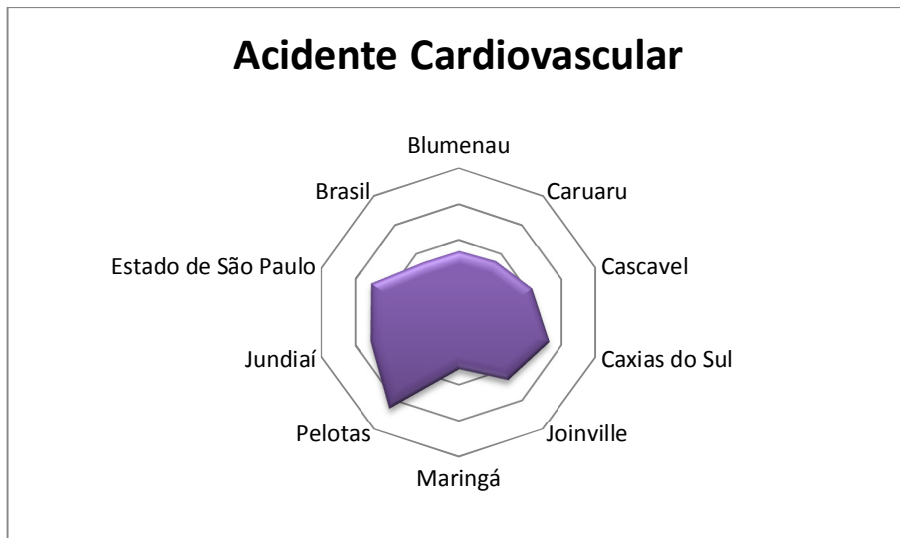 Acidente Cardiovascular
Blumenau
Brasil
Caruaru
Estado de São Paulo
Cascavel
Jundiaí
Caxias do Sul
Pelotas
Joinville
Maringá